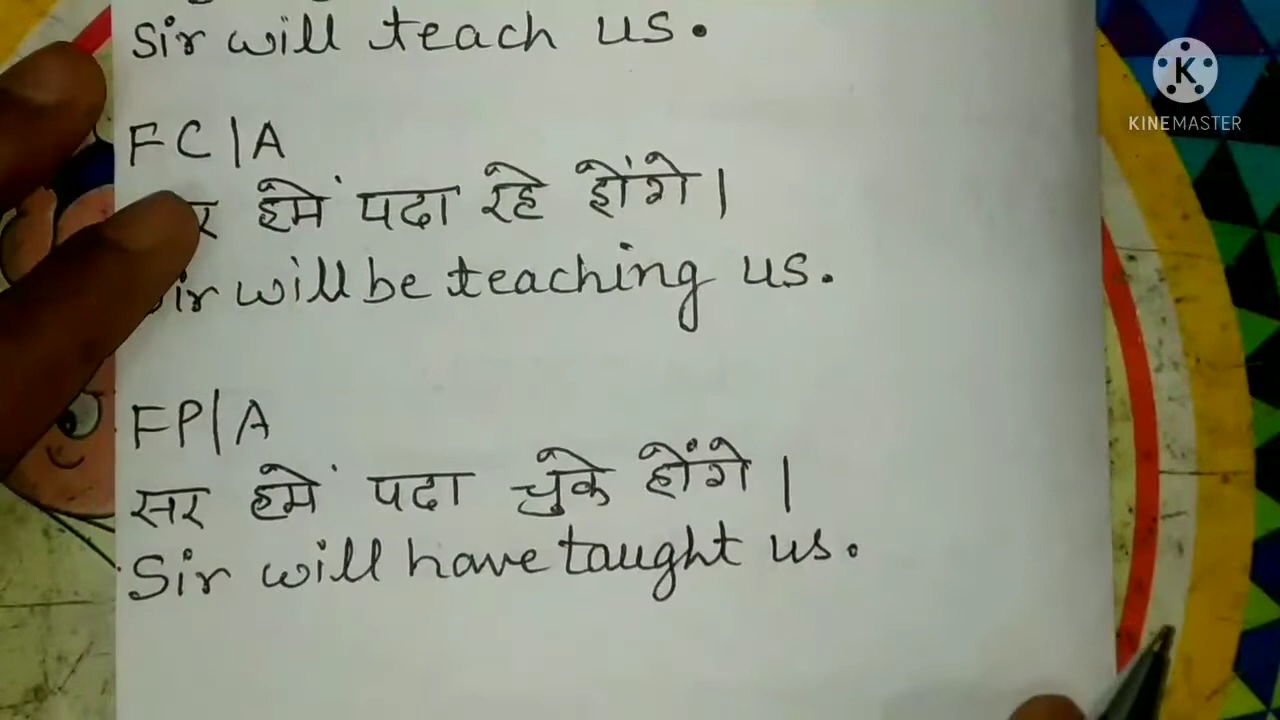 Sir will teach us.
K
KINEMASTER
FC|A
हमें पढा रहे होंगे।
Sir will be teaching us.
FP|A
सर हमें पढा चुके होंगे।
Sir will have taught us.